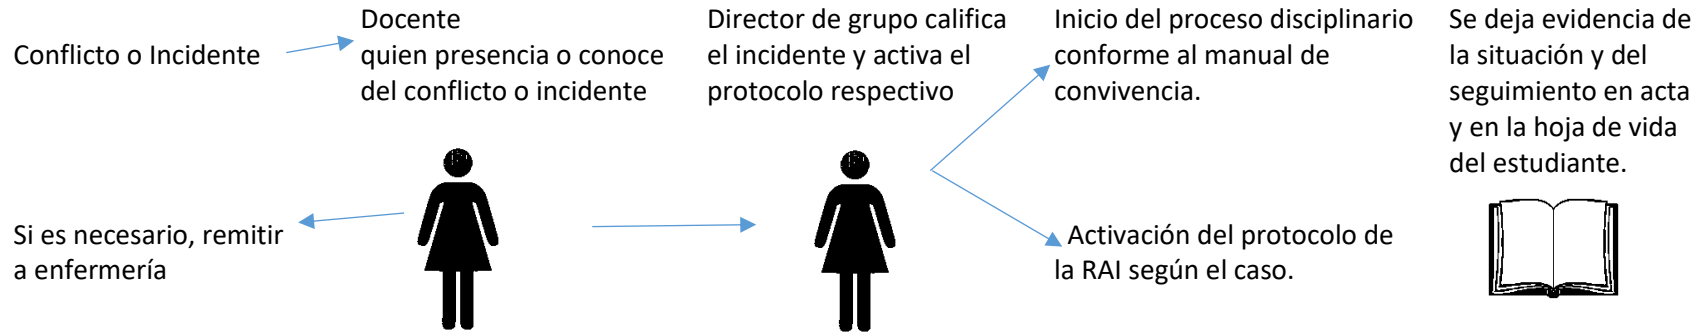 Conflicto o Incidente
Docente
quien presencia o conoce
del conflicto o incidente
Si es necesario, remitir
a enfermería
Director de grupo califica
el incidente y activa el
protocolo respectivo
Inicio del proceso disciplinario
conforme al manual de
convivencia.
Activación del protocolo de
la RAI según el caso.
Se deja evidencia de
la situación y del
seguimiento en acta
y en la hoja de vida
del estudiante.